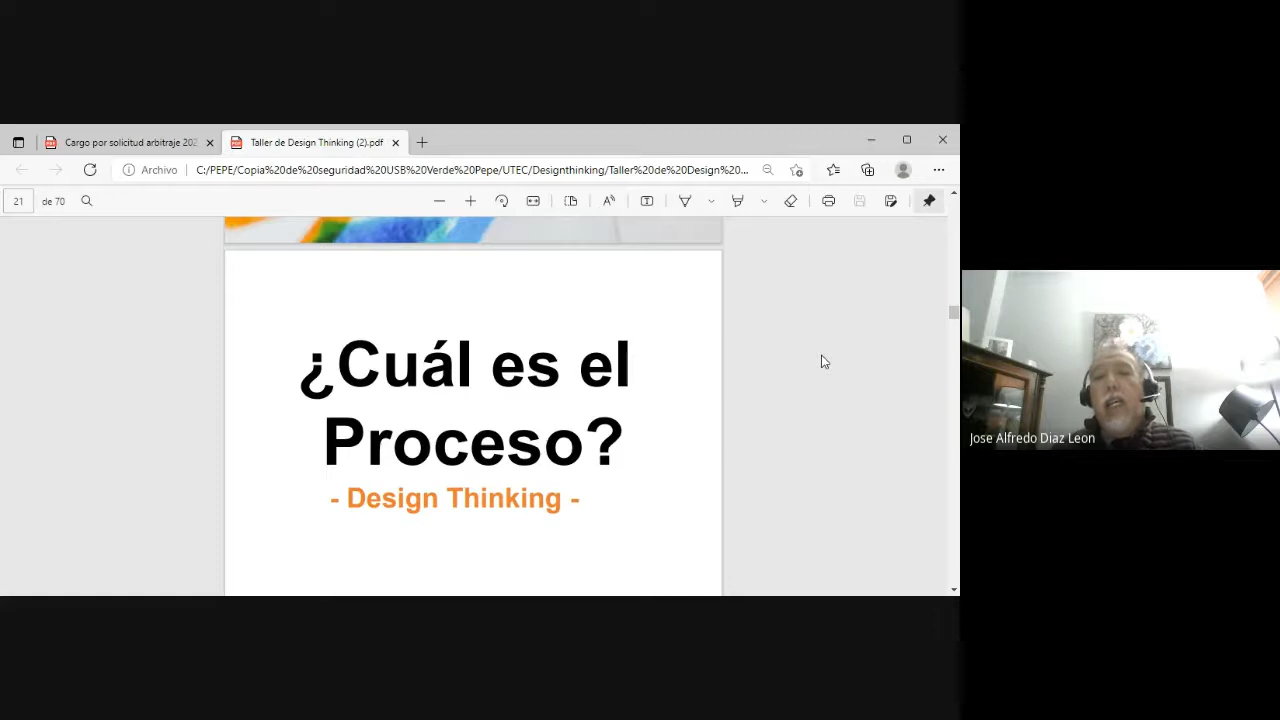 Cargo por solicitud arbitraje 202
Taller de Design Thinking (2).pdf
Archivo
C:/PEPE/Copia%20de%20seguridad%20USB%20Verde%20Pepe/UTEC/Designthinking/Taller%20de%20Design%20...
21 de 70
¿Cuál es el
Proceso?
- Design Thinking -
Jose Alfredo Diaz Leon